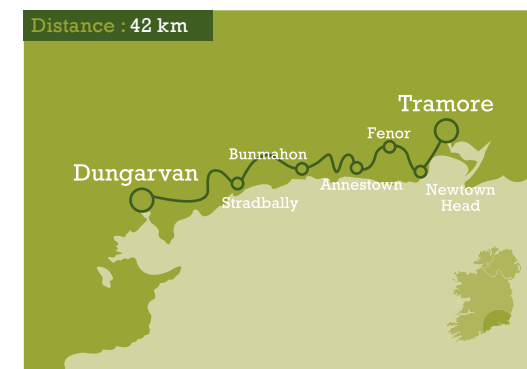 Distance : 42 km
Tramore
Fenor
Bunmahon
Dungarvan
Annestown
Newtown
Head
Stradbally